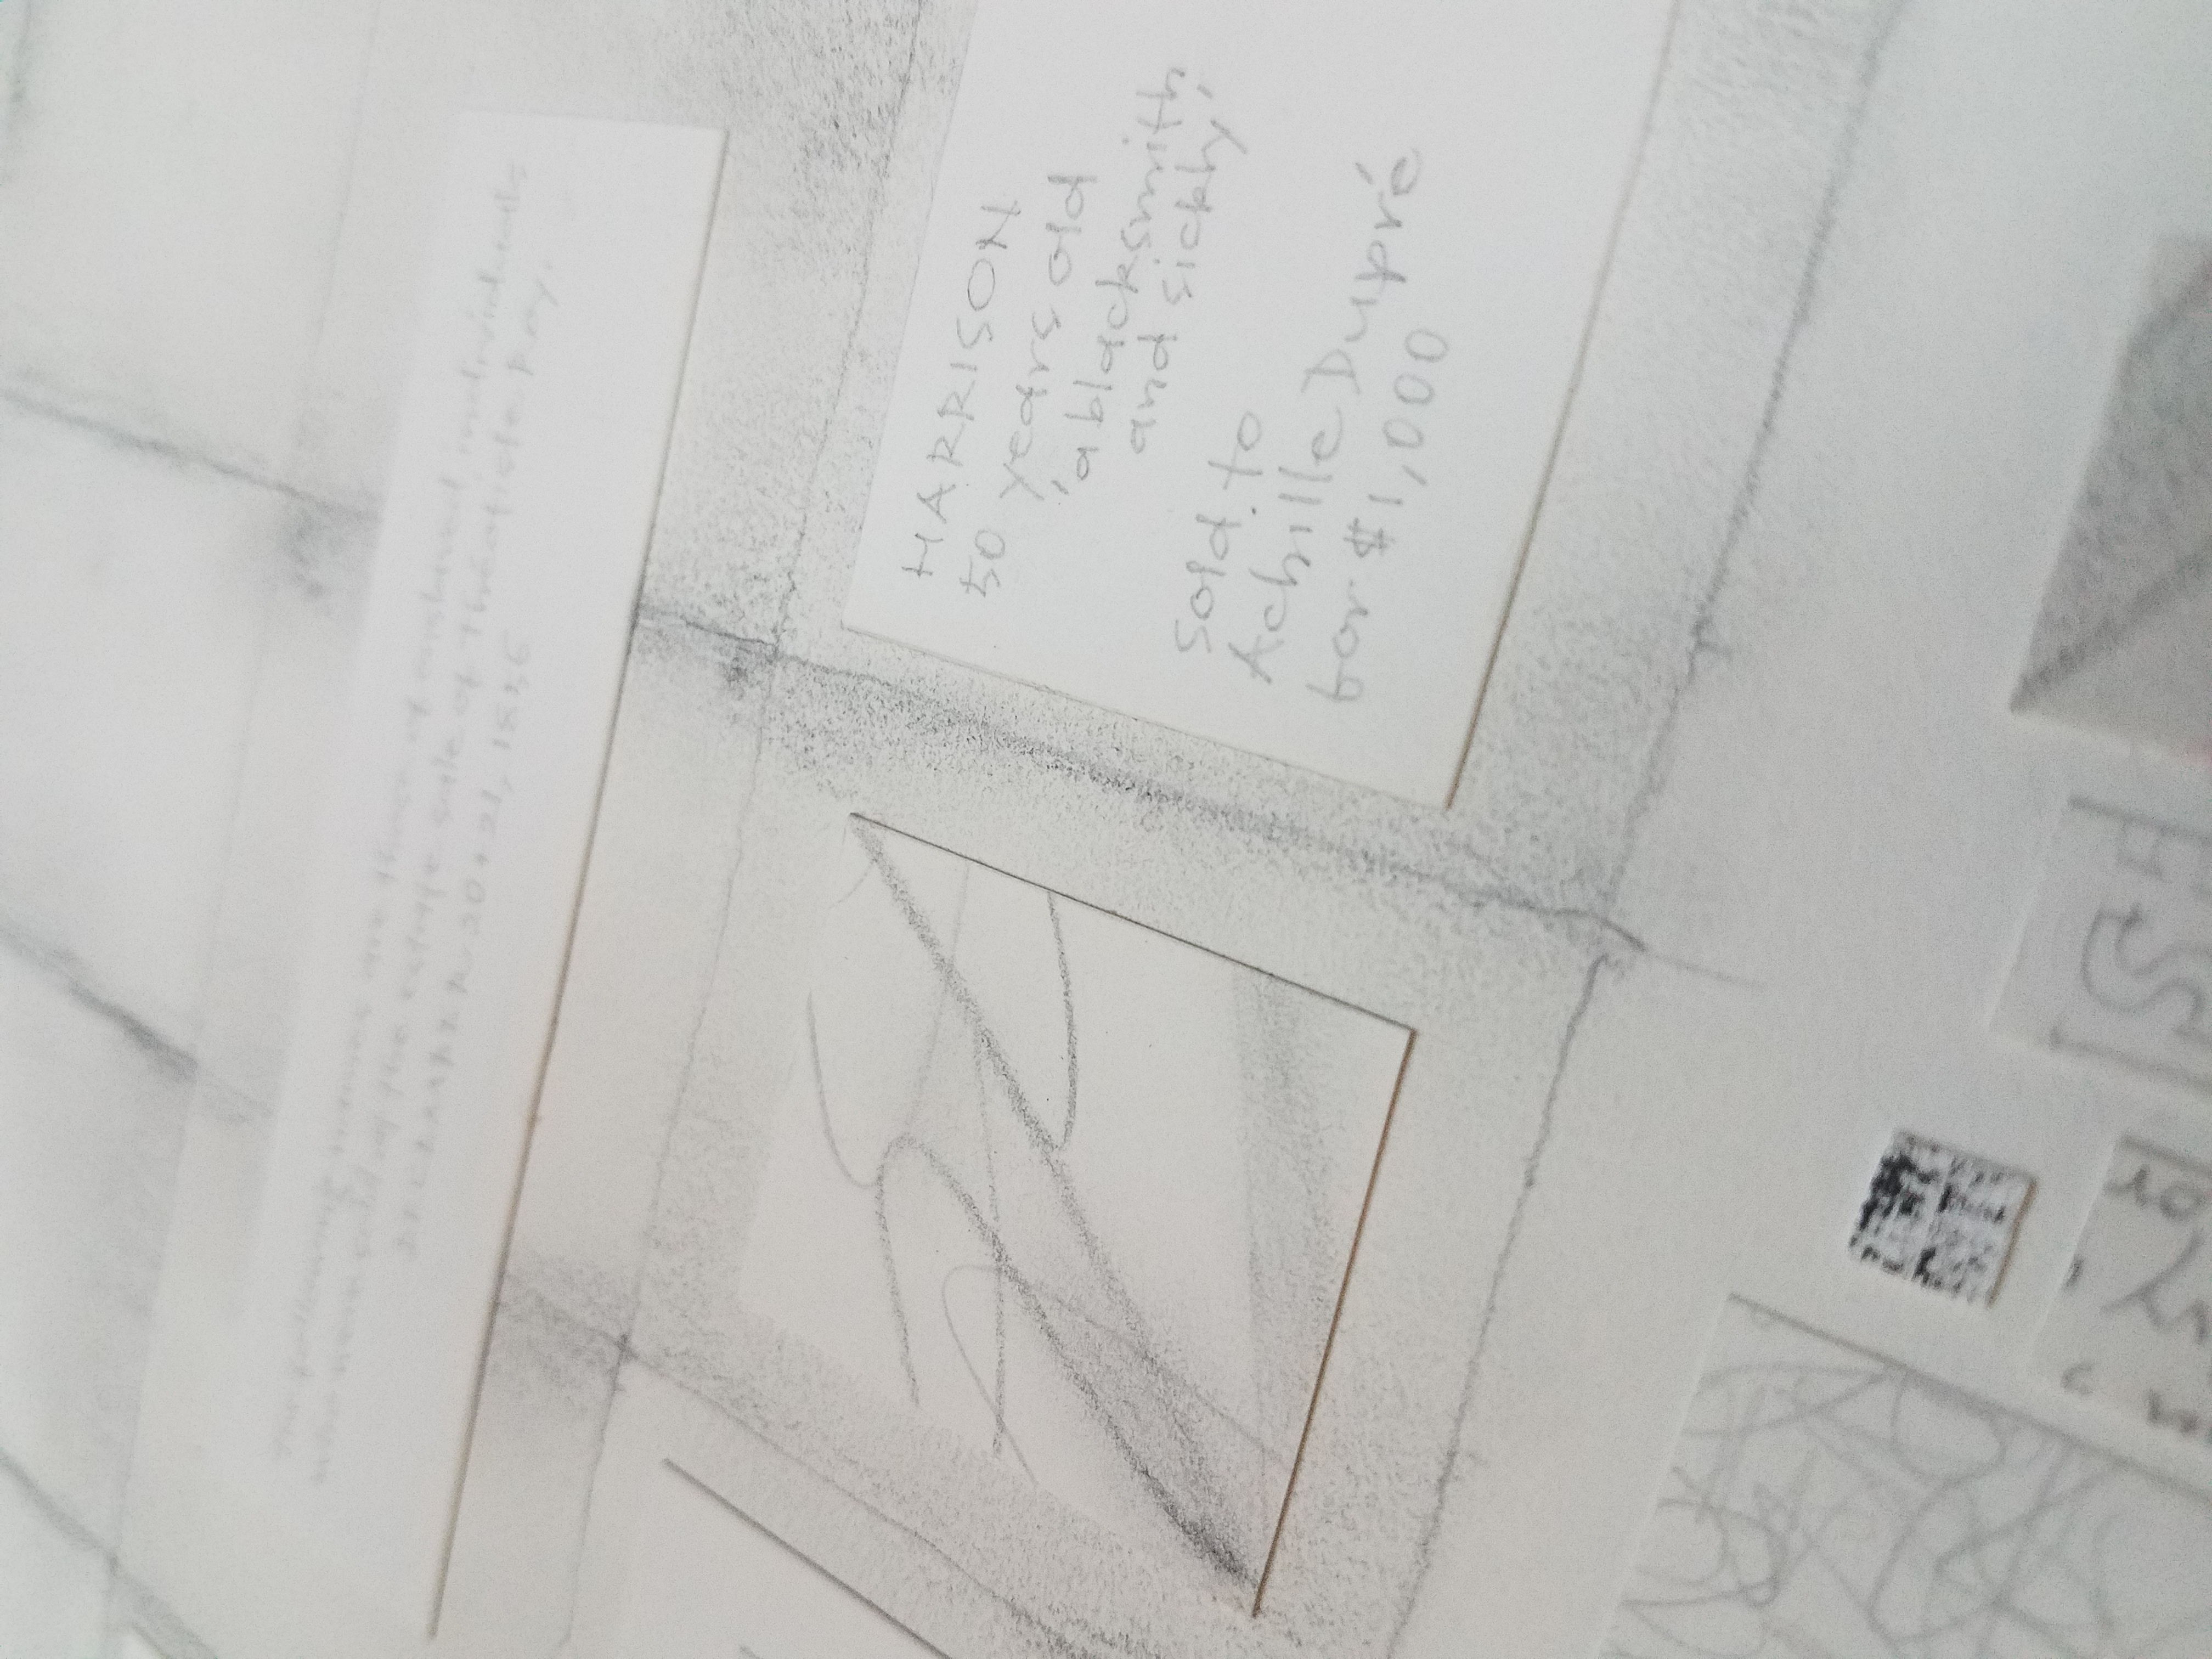 The following names are those of enslaved individuals
who were sold at the estate sale of Théotiste Roy,
DECEMBER 20 + 21, 1836
HARRISON
50 years old
'a blacksmith
and sickly'
sold to
Achille Dupré
for $1,000